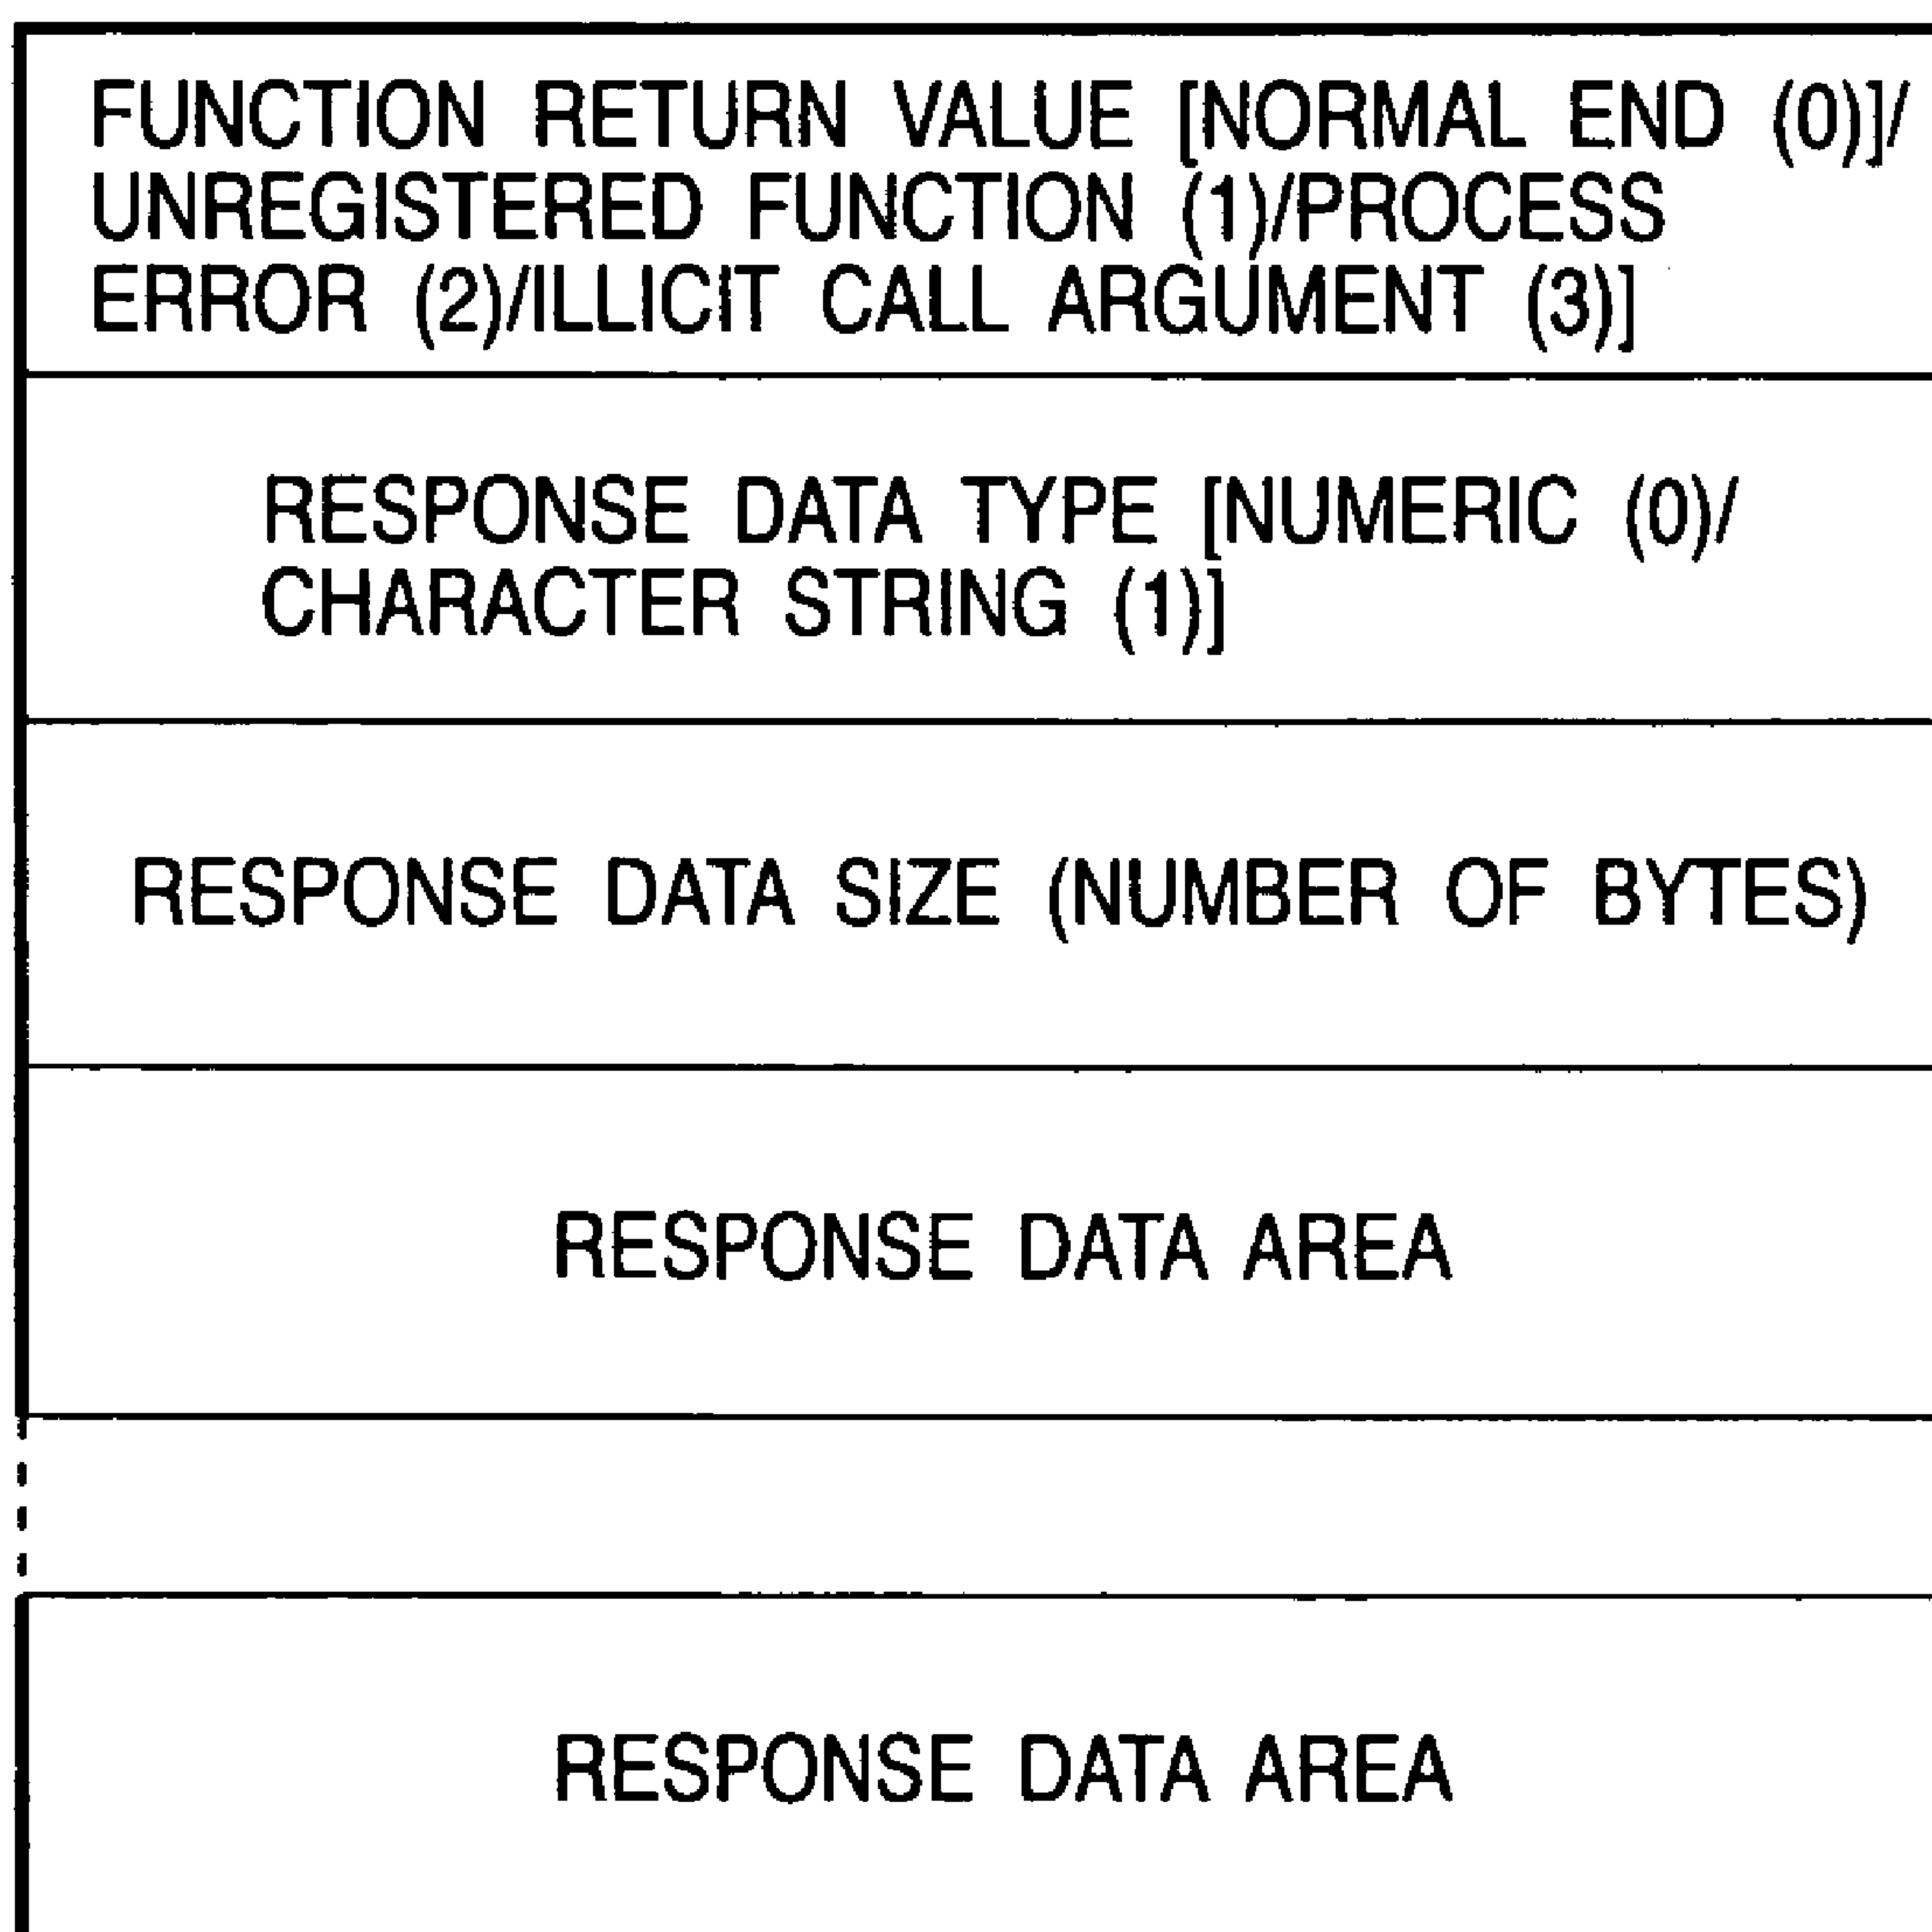 FUNCTION RETURN VALUE [NORMAL END (0)]/
UNREGISTERED FUNCTION (1)/PROCESS
ERROR (2)/ILLICIT CALL ARGUMENT (3)]
RESPONSE DATA TYPE [NUMERIC (0)/
CHARACTER STRING (1)]
RESPONSE DATA SIZE (NUMBER OF BYTES)
RESPONSE DATA AREA
RESPONSE DATA AREA